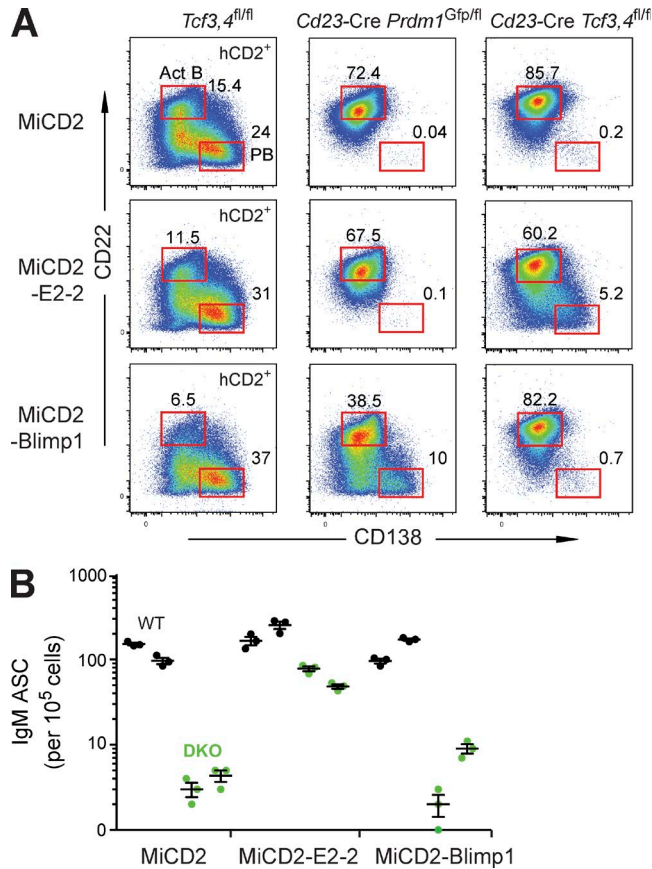 A
Tcf3,4fl/fl
Cd23-Cre Prdm1Gfp/fl
Cd23-Cre Tcf3,4fl/fl
MiCD2
Act B
15.4
hCD2+
24
PB
72.4
0.04
85.7
0.2
MiCD2
-E2-2
11.5
hCD2+
31
67.5
0.1
60.2
5.2
MiCD2
-Blimp1
6.5
hCD2+
37
38.5
10
82.2
0.7
CD22
0
0
0
0
0
0
CD138
B
IgM ASC
(per 105 cells)
1000
100
10
0
WT
DKO
MiCD2
MiCD2-E2-2
MiCD2-Blimp1